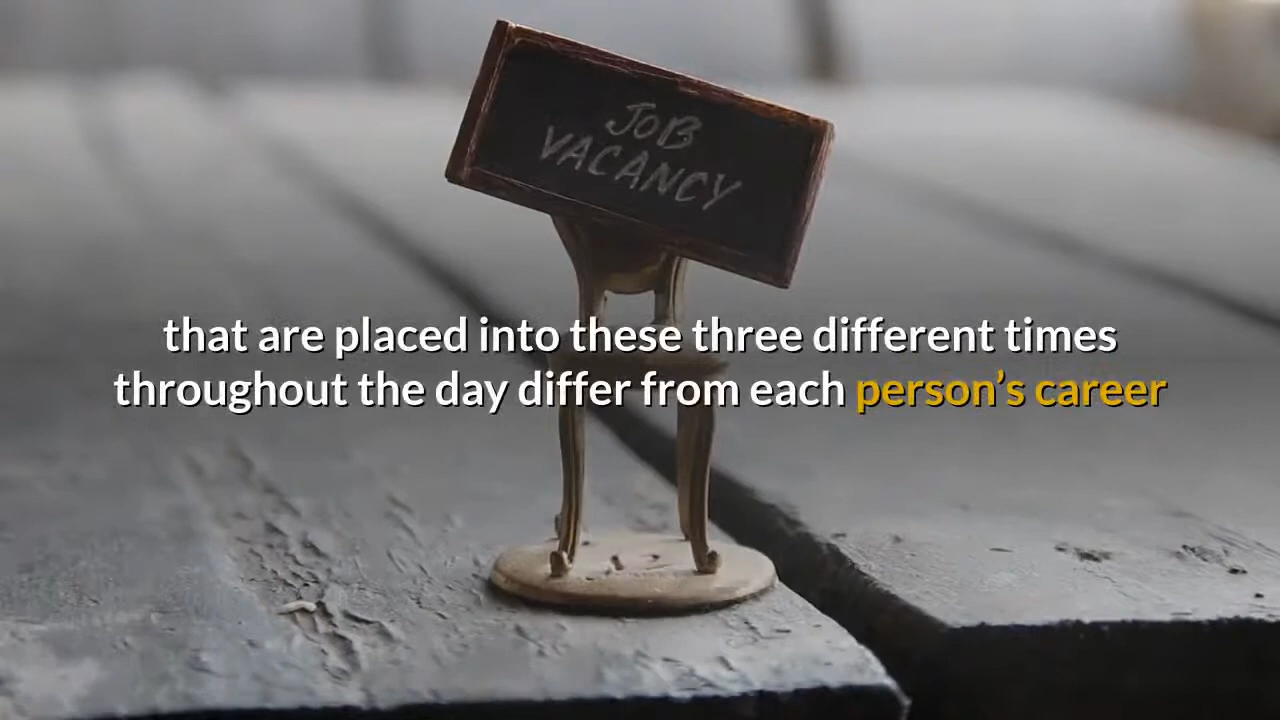 JOB
VACANCY
that are placed into these three different times
throughout the day differ from each person’s career